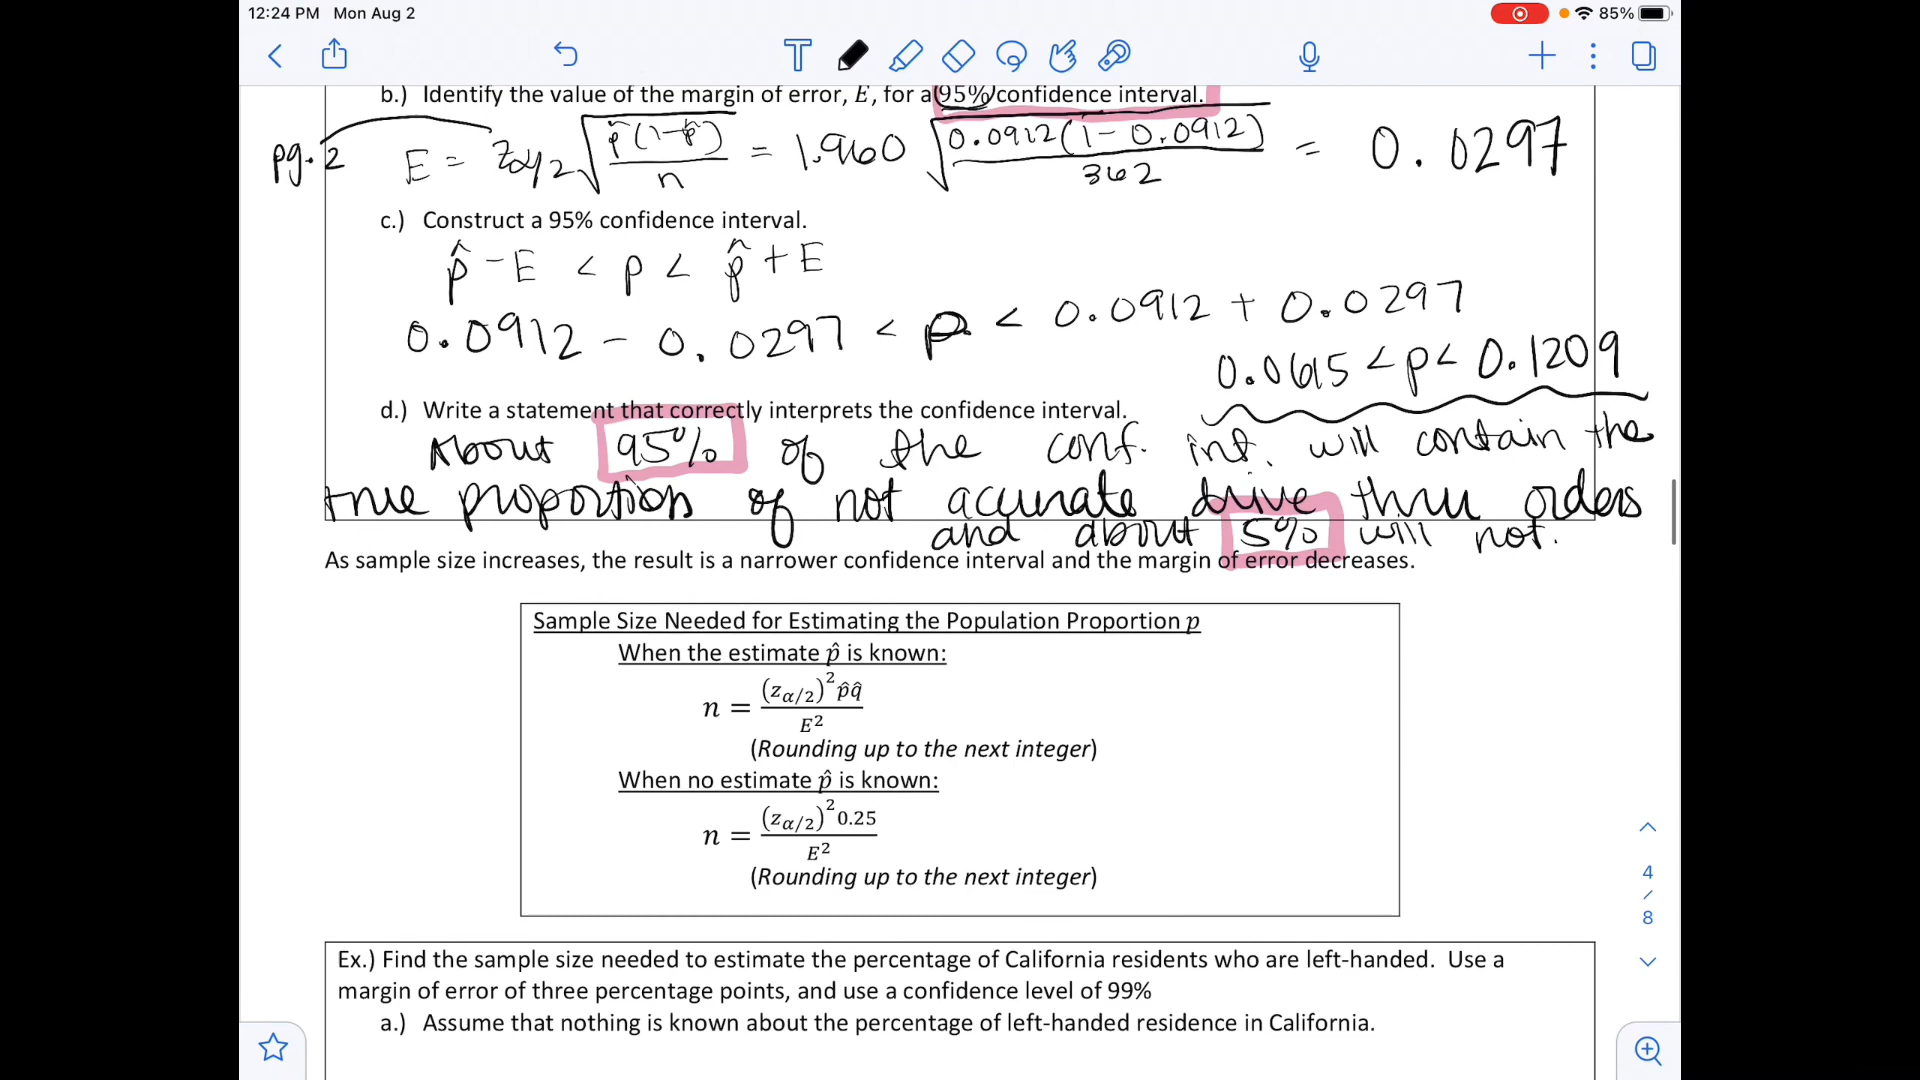 12:24 PM Mon Aug 2
85%
b.) Identify the value of the margin of error, E, for a 95% confidence interval.
pg. 2 E = Zα/2 √(p̂(1-p̂)/n) = 1.960 √(0.0912(1-0.0912)/362) = 0.0297
c.) Construct a 95% confidence interval.
p̂ - E < p < p̂ + E
0.0912 - 0.0297 < p < 0.0912 + 0.0297
0.0615 < p < 0.1209
d.) Write a statement that correctly interprets the confidence interval.
About 95% of the conf. int. will contain the
true proportion of not accurate drive thru orders
and about 5% will not.
As sample size increases, the result is a narrower confidence interval and the margin of error decreases.
Sample Size Needed for Estimating the Population Proportion p
When the estimate p̂ is known:
n = (zα/2)² p̂q̂ / E²
(Rounding up to the next integer)
When no estimate p̂ is known:
n = (zα/2)² 0.25 / E²
(Rounding up to the next integer)
4
/
8
Ex.) Find the sample size needed to estimate the percentage of California residents who are left-handed. Use a
margin of error of three percentage points, and use a confidence level of 99%
a.) Assume that nothing is known about the percentage of left-handed residence in California.